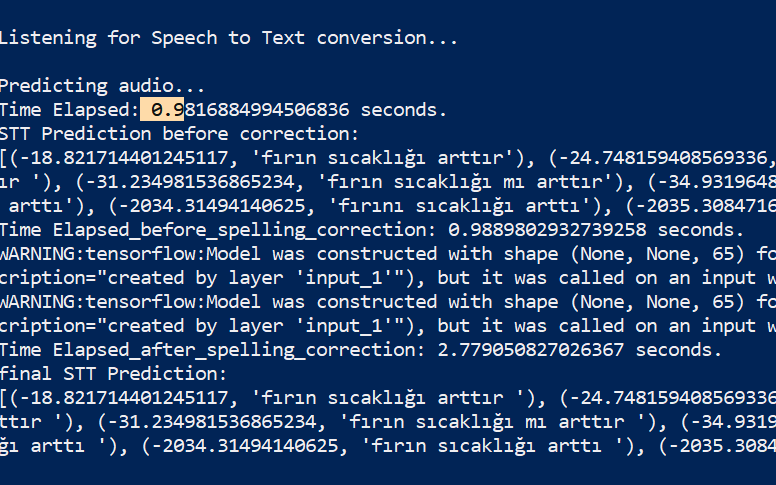 Listening for Speech to Text conversion...
Predicting audio...
Time Elapsed: 0.9816884994506836 seconds.
STT Prediction before correction:
[(-18.821714401245117, 'fırın sıcaklığı arttır'), (-24.748159408569336,
ır '), (-31.234981536865234, 'fırın sıcaklığı mı arttır'), (-34.9319648
arttı'), (-2034.31494140625, 'fırını sıcaklığı arttı'), (-2035.3084716
Time Elapsed_before_spelling_correction: 0.9889802932739258 seconds.
WARNING:tensorflow:Model was constructed with shape (None, None, 65) fo
cription="created by layer 'input_1'"), but it was called on an input w
WARNING:tensorflow:Model was constructed with shape (None, None, 65) fo
cription="created by layer 'input_1'"), but it was called on an input w
Time Elapsed_after_spelling_correction: 2.779050827026367 seconds.
final STT Prediction:
[(-18.821714401245117, 'fırın sıcaklığı arttır '), (-24.748159408569336
ttır '), (-31.234981536865234, 'fırın sıcaklığı mı arttır '), (-34.9319
ğı arttı '), (-2034.31494140625, 'fırın sıcaklığı arttı '), (-2035.3084